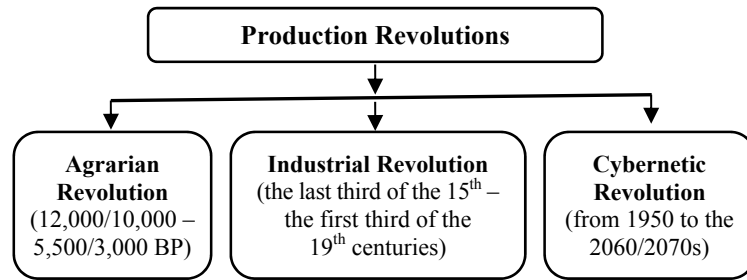 Production Revolutions
Agrarian
Revolution
(12,000/10,000 –
5,500/3,000 BP)
Industrial Revolution
(the last third of the 15th –
the first third of the
19th centuries)
Cybernetic
Revolution
(from 1950 to the
2060/2070s)